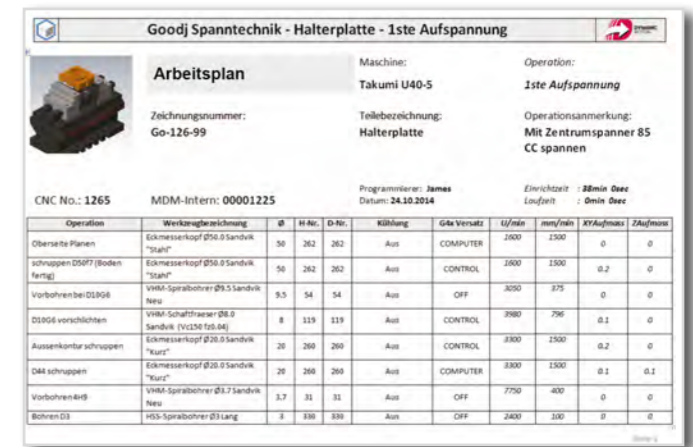 Goodj Spanntechnik - Halterplatte - 1ste Aufspannung
DYNAMIC
MOTION
Arbeitsplan
Maschine:
Operation:
Takumi U40-5
1ste Aufspannung
Zeichnungsnummer:
Teilebezeichnung:
Operationsanmerkung:
Go-126-99
Halterplatte
Mit Zentrumspanner 85
CC spannen
CNC No.: 1265
MDM-Intern: 00001225
Programmierer: James
Datum: 24.10.2014
Einrichtzeit : 38min 0sec
Laufzeit : 0min 0sec
Operation Werkzeugbezeichnung Ø H-Nr. D-Nr. Kühlung G4x Versatz U/min mm/min XYAufmass ZAufmass
Oberseite Planen Eckmesserkopf Ø50.0 Sandvik "Stahl" 50 262 262 Aus COMPUTER 1600 1500 0 0
schruppen D50f7 (Boden fertig) Eckmesserkopf Ø50.0 Sandvik "Stahl" 50 262 262 Aus CONTROL 1600 1500 0.2 0
Vorbohren bei D10G6 VHM-Spiralbohrer Ø9.5 Sandvik Neu 9.5 54 54 Aus OFF 3050 375 0 0
D10G6 vorschlichten VHM-Schaftfraeser Ø8.0 Sandvik (Vc150 fz0.04) 8 119 119 Aus CONTROL 3980 796 0.1 0
Aussenkontur schruppen Eckmesserkopf Ø20.0 Sandvik "Kurz" 20 260 260 Aus CONTROL 3300 1500 0.2 0
D44 schruppen Eckmesserkopf Ø20.0 Sandvik "Kurz" 20 260 260 Aus COMPUTER 3300 1500 0.1 0.1
Vorbohren 4H9 VHM-Spiralbohrer Ø3.7 Sandvik Neu 3.7 31 31 Aus OFF 7750 400 0 0
Bohren D3 HSS-Spiralbohrer Ø3 Lang 3 330 330 Aus OFF 2400 100 0 0